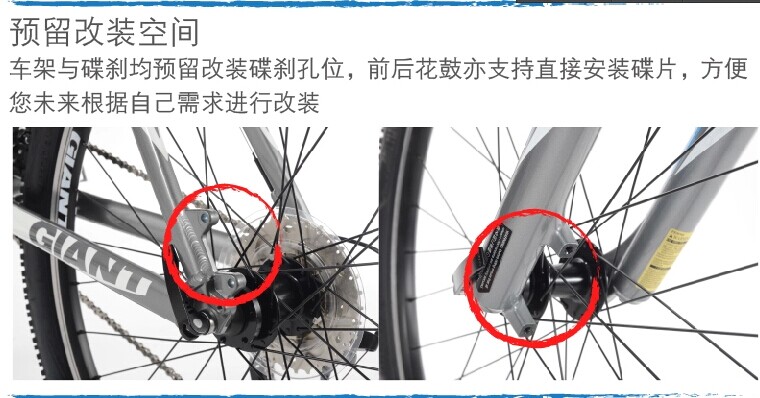 预留改装空间
车架与碟刹均预留改装碟刹孔位，前后花鼓亦支持直接安装碟片，方便
您未来根据自己需求进行改装
GIANT
GIANT